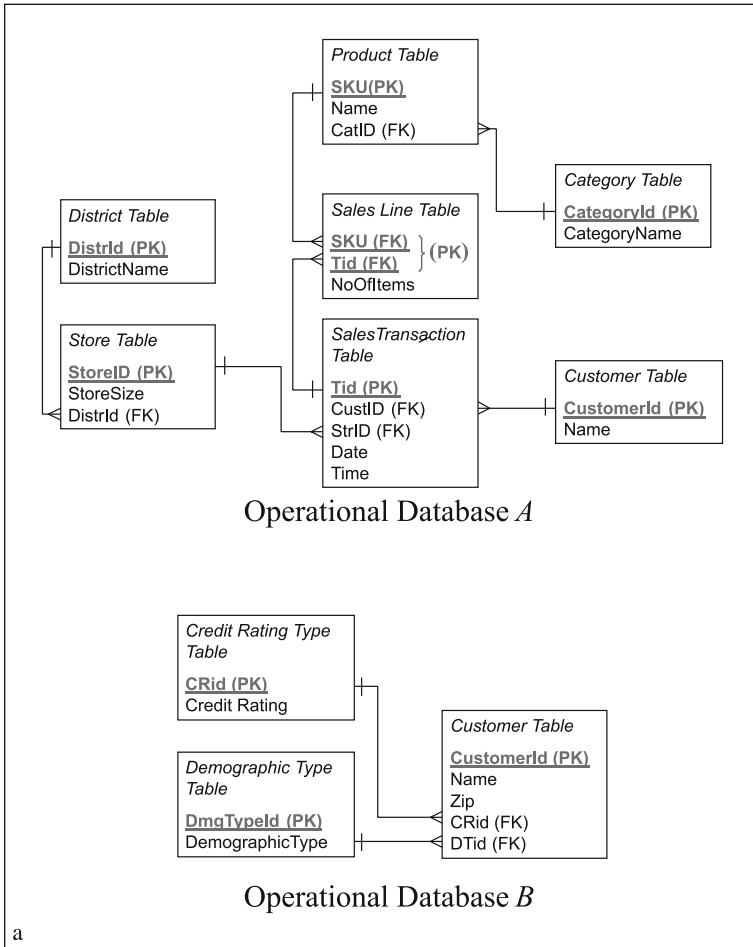 Product Table
SKU(PK)
Name
CatID (FK)
Category Table
CategoryId (PK)
CategoryName
District Table
DistrId (PK)
DistrictName
Sales Line Table
SKU (FK)
Tid (FK)
(PK)
NoOfItems
Store Table
StoreID (PK)
StoreSize
DistrId (FK)
SalesTransaction
Table
Tid (PK)
CustID (FK)
StrID (FK)
Date
Time
Customer Table
CustomerId (PK)
Name
Operational Database A
Credit Rating Type
Table
CRid (PK)
Credit Rating
Demographic Type
Table
DmqTypeId (PK)
DemographicType
Customer Table
CustomerId (PK)
Name
Zip
CRid (FK)
DTid (FK)
Operational Database B
a